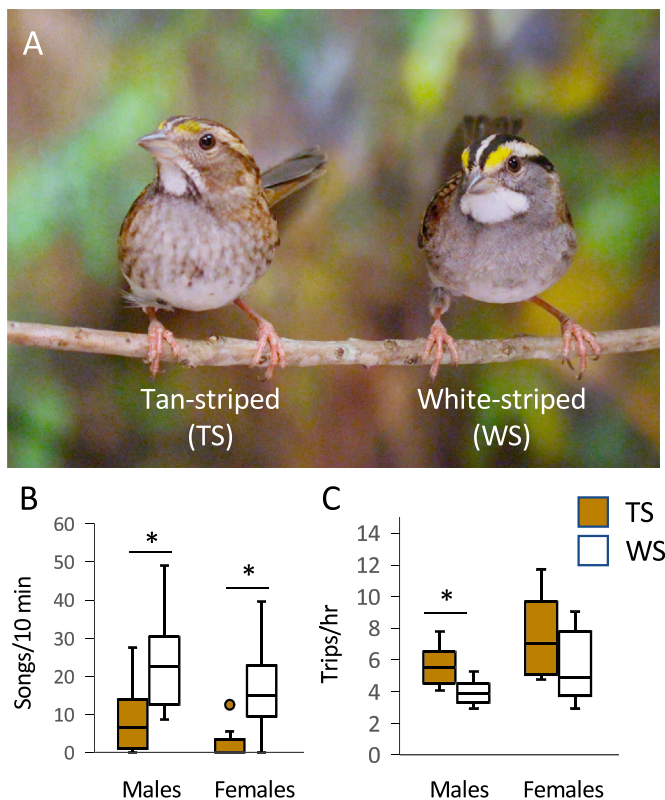 A
Tan-striped
(TS)
White-striped
(WS)
B
60
50
40
30
20
10
0
Songs/10 min
*
*
Males
Females
C
14
12
10
8
6
4
2
0
Trips/hr
*
Males
Females
TS
WS